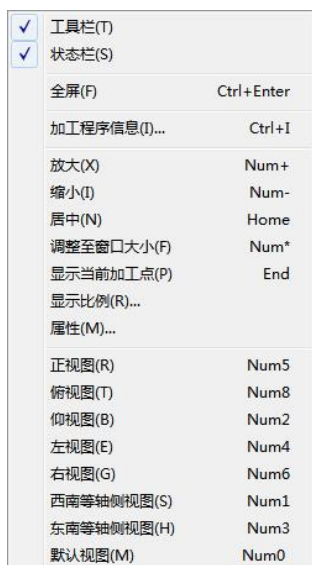 工具栏(T)
状态栏(S)
全屏(F) Ctrl+Enter
加工程序信息(I)... Ctrl+I
放大(X) Num+
缩小(I) Num-
居中(N) Home
调整至窗口大小(F) Num*
显示当前加工点(P) End
显示比例(R)...
属性(M)...
正视图(R) Num5
俯视图(T) Num8
仰视图(B) Num2
左视图(E) Num4
右视图(G) Num6
西南等轴侧视图(S) Num1
东南等轴侧视图(H) Num3
默认视图(M) Num0